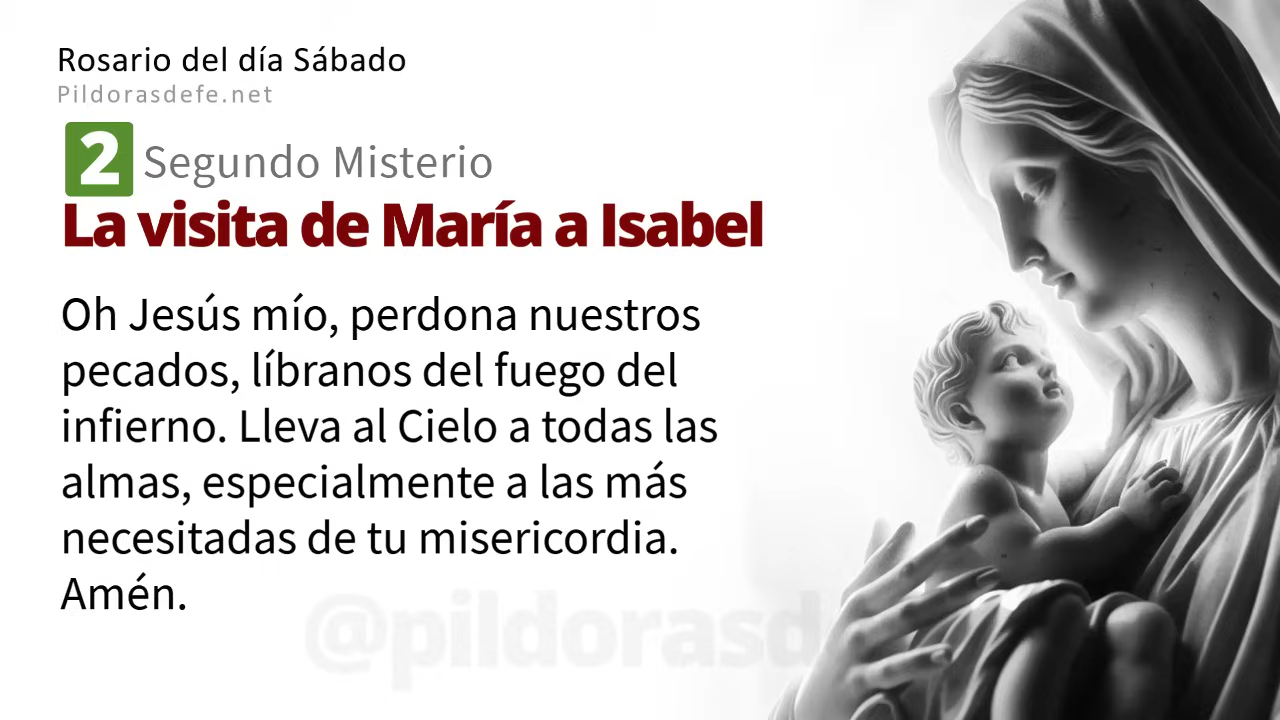 Rosario del día Sábado
Pildorasdefe.net
2 Segundo Misterio
La visita de María a Isabel
Oh Jesús mío, perdona nuestros
pecados, líbranos del fuego del
infierno. Lleva al Cielo a todas las
almas, especialmente a las más
necesitadas de tu misericordia.
Amén.
@pildorasd